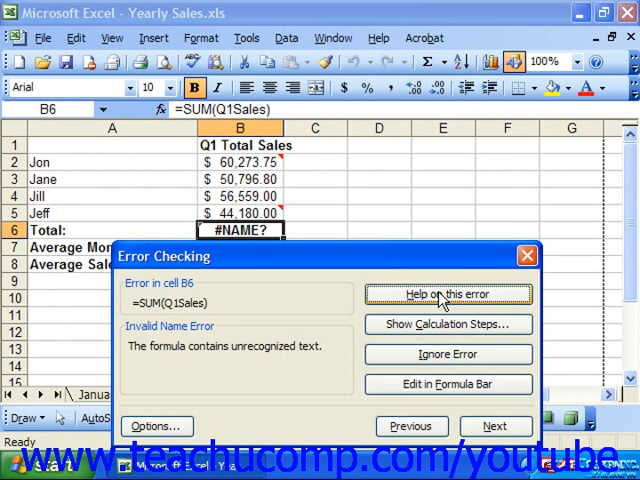 Microsoft Excel - Yearly Sales.xls
File Edit View Insert Format Tools Data Window Help Acrobat
100%
Arial 10 B $ %
B6 fx =SUM(Q1Sales)
A B C D E F G
1 Q1 Total Sales
2 Jon $ 60,273.75
3 Jane $ 50,796.80
4 Jill $ 56,559.00
5 Jeff $ 44,180.00
6 Total: #NAME?
7 Average Mon
8 Average Sale
9
10
11
12
13
14
15
Error Checking
Error in cell B6
=SUM(Q1Sales)
Invalid Name Error
The formula contains unrecognized text.
Help on this error
Show Calculation Steps...
Ignore Error
Edit in Formula Bar
Options...
Previous
Next
Janua
Draw AutoS
Ready
www.teachucomp.com/youtube
Start Microsoft Excel - Year